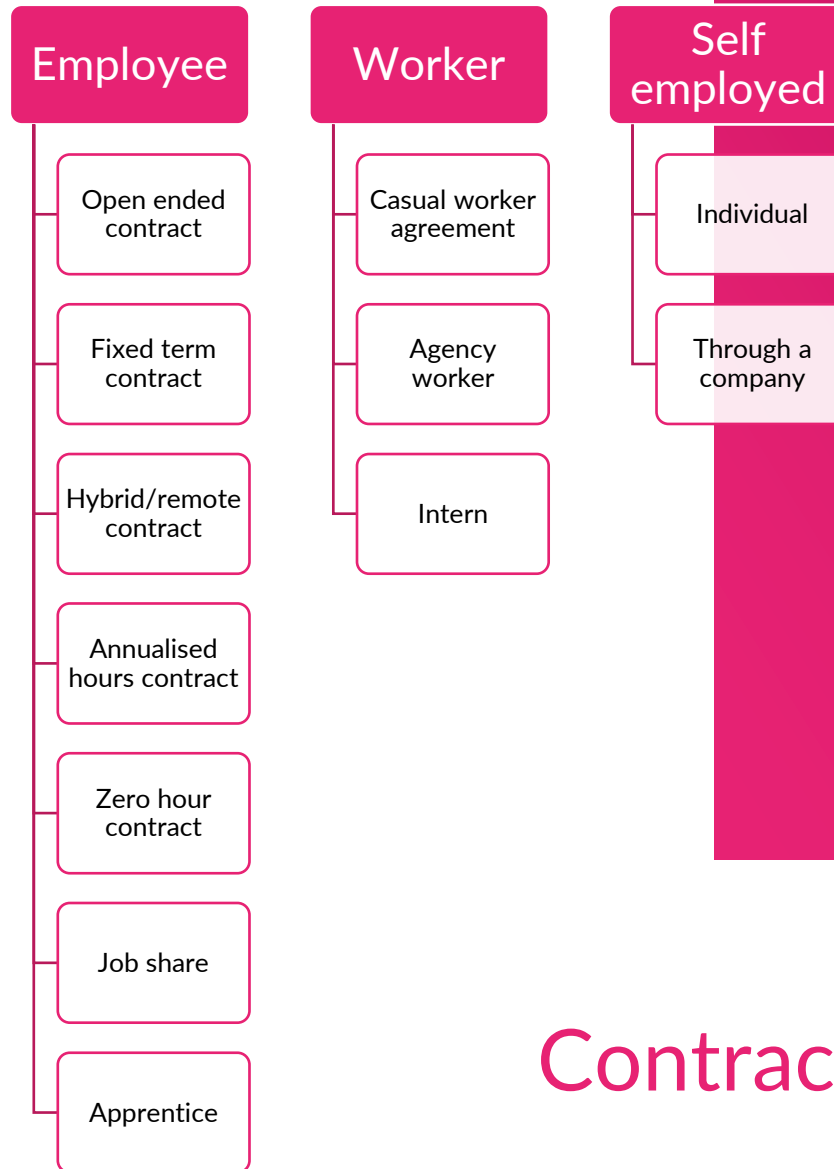 Employee
Open ended
contract
Fixed term
contract
Hybrid/remote
contract
Annualised
hours contract
Zero hour
contract
Job share
Apprentice
Worker
Casual worker
agreement
Agency
worker
Intern
Self
employed
Individual
Through a
company
Contrac